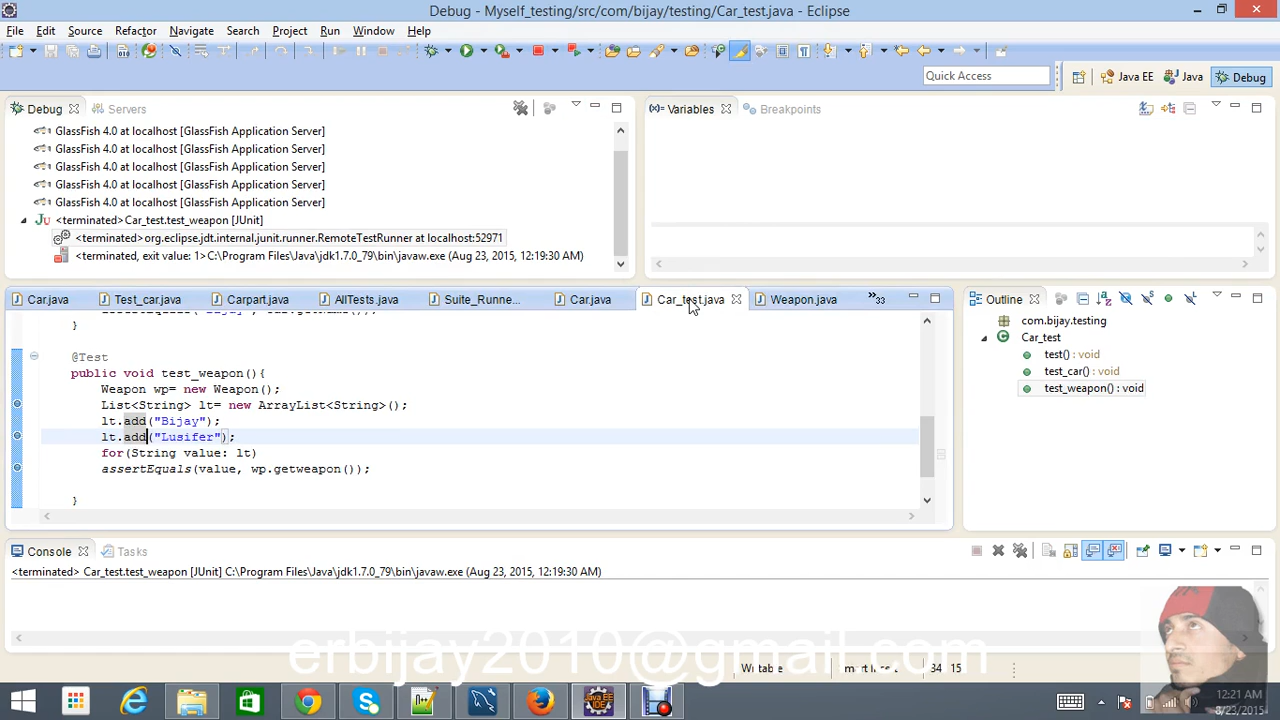 Debug - Myself_testing/src/com/bijay/testing/Car_test.java - Eclipse
File Edit Source Refactor Navigate Search Project Run Window Help
Quick Access
Java EE Java Debug
Debug Servers
Variables Breakpoints
GlassFish 4.0 at localhost [GlassFish Application Server]
GlassFish 4.0 at localhost [GlassFish Application Server]
GlassFish 4.0 at localhost [GlassFish Application Server]
GlassFish 4.0 at localhost [GlassFish Application Server]
GlassFish 4.0 at localhost [GlassFish Application Server]
<terminated>Car_test.test_weapon [JUnit]
<terminated>org.eclipse.jdt.internal.junit.runner.RemoteTestRunner at localhost:52971
<terminated, exit value: 1>C:\Program Files\Java\jdk1.7.0_79\bin\javaw.exe (Aug 23, 2015, 12:19:30 AM)
Car.java Test_car.java Carpart.java AllTests.java Suite_Runne... Car.java Car_test.java Weapon.java 33
Outline
}
@Test
public void test_weapon(){
Weapon wp= new Weapon();
List<String> lt= new ArrayList<String>();
lt.add("Bijay");
lt.add("Lusifer");
for(String value: lt)
assertEquals(value, wp.getweapon());
}
com.bijay.testing
Car_test
test() : void
test_car() : void
test_weapon() : void
Console Tasks
<terminated> Car_test.test_weapon [JUnit] C:\Program Files\Java\jdk1.7.0_79\bin\javaw.exe (Aug 23, 2015, 12:19:30 AM)
erbijay2010@gmail.com
12:21 AM
8/23/2015